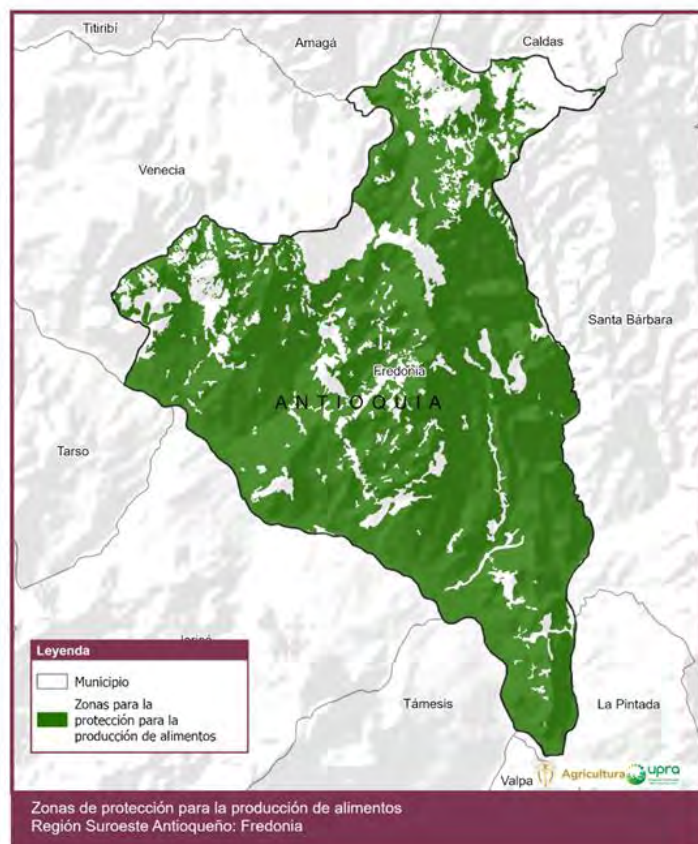 Titiribí
Amagá
Caldas
Venecia
Santa Bárbara
Fredonia
ANTIOQUIA
Tarso
Támesis
La Pintada
Valpa
Leyenda
Municipio
Zonas para la
protección para la
producción de alimentos
Agricultura
upra
Zonas de protección para la producción de alimentos
Región Suroeste Antioqueño: Fredonia